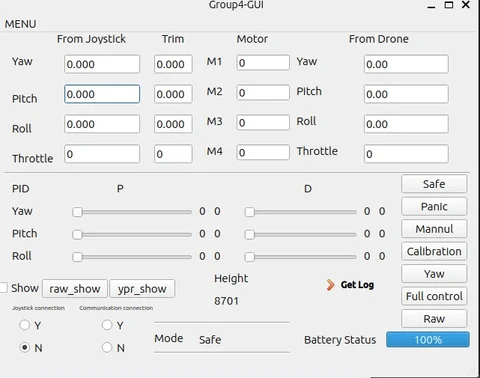 Group4-GUI
MENU
From Joystick Trim Motor From Drone
Yaw 0.000 0.000 M1 0 Yaw 0.00
Pitch 0.000 0.000 M2 0 Pitch 0.00
Roll 0.000 0.000 M3 0 Roll 0.00
Throttle 0 0 M4 0 Throttle 0
PID P D Safe
Yaw 0 0 0 0 Panic
Pitch 0 0 0 0 Mannul
Roll 0 0 0 0 Calibration
Yaw
Show raw_show ypr_show Height Get Log
8701 Full control
Joystick connection Communication connection
Y Y Raw
N N Mode Safe Battery Status 100%